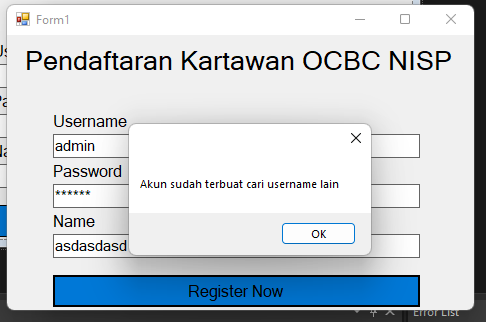 Form1
Pendaftaran Kartawan OCBC NISP
Username
admin
Akun sudah terbuat cari username lain
OK
Password
******
Name
asdasdasd
Register Now
Error List